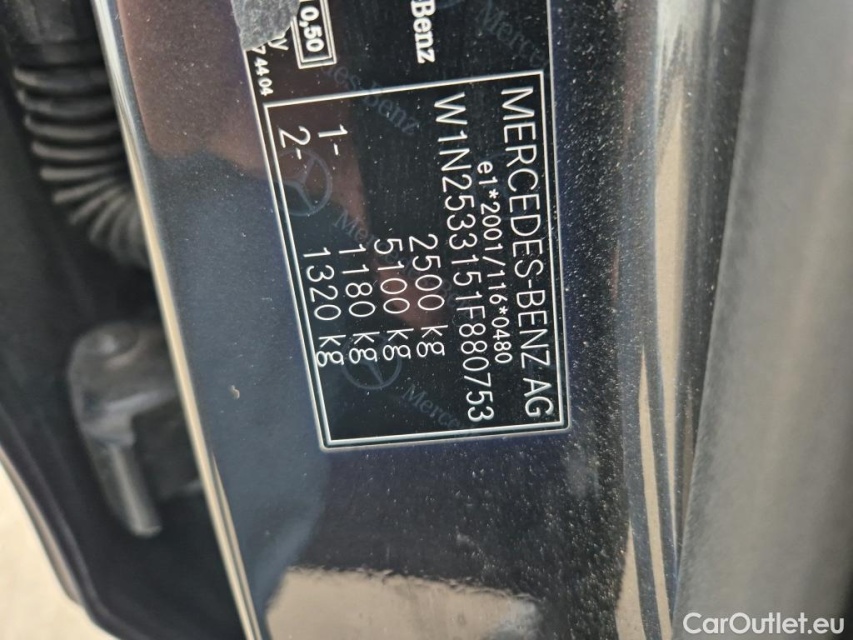 MERCEDES-BENZ AG
e1*2001/116*0480
W1N2533151F880753
2500 kg
5100 kg
1- 1180 kg
2- 1320 kg
Benz
0,50
4404
CarOutlet.eu